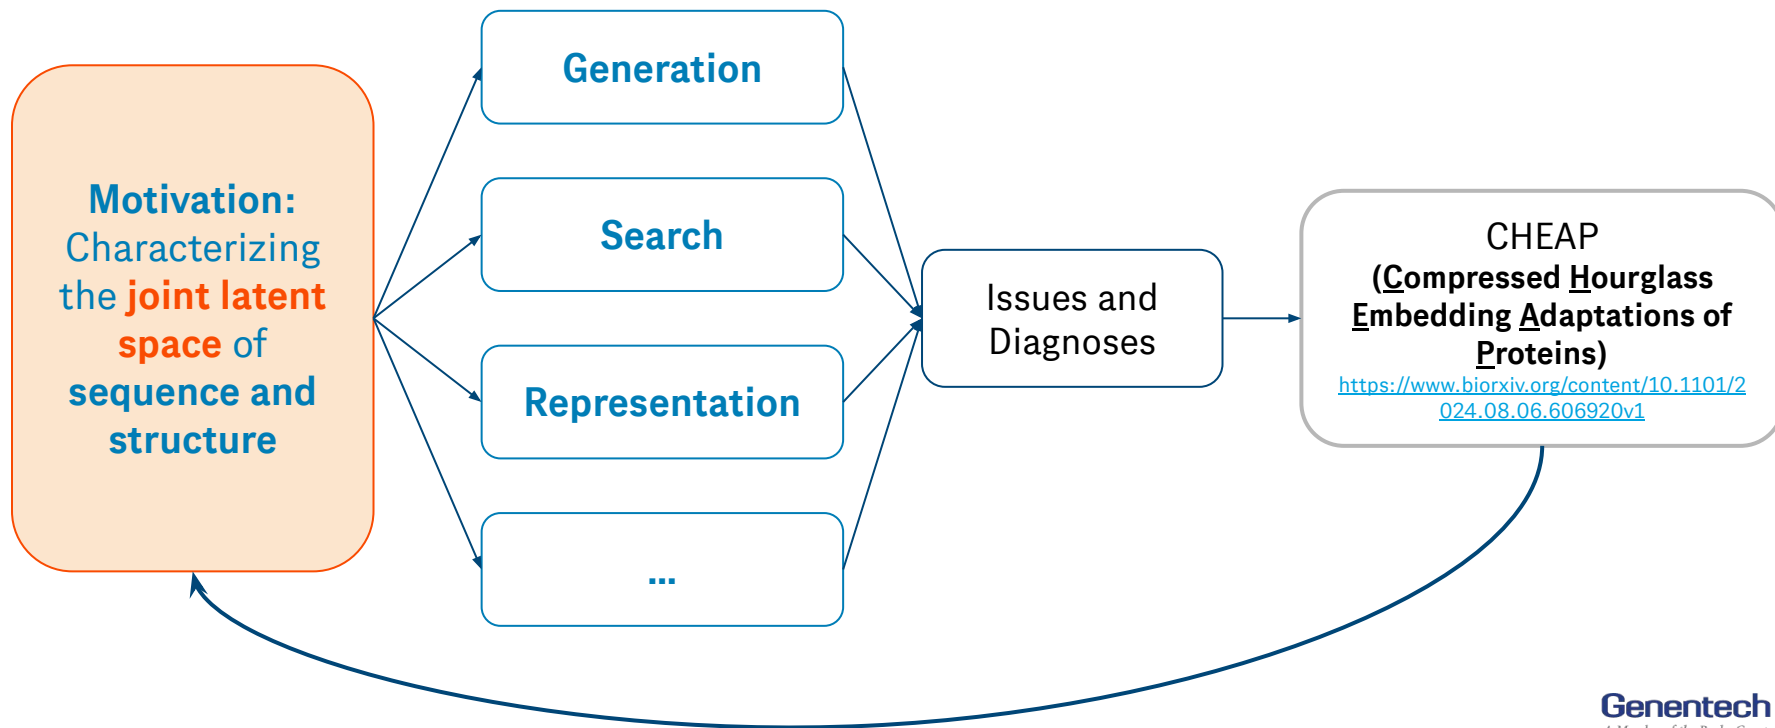 Motivation:
Characterizing
the joint latent
space of
sequence and
structure
Generation
Search
Representation
...
Issues and
Diagnoses
CHEAP
(Compressed Hourglass
Embedding Adaptations of
Proteins)
https://www.biorxiv.org/content/10.1101/2
024.08.06.606920v1
Genentech